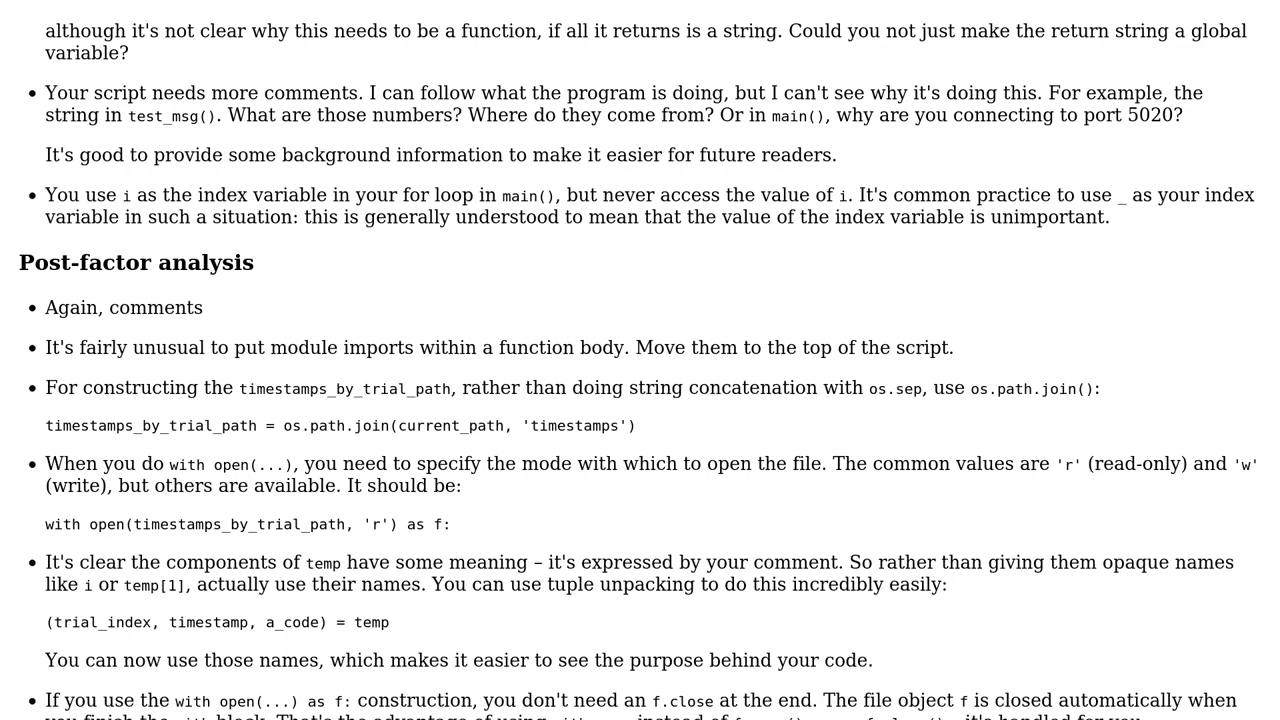 although it's not clear why this needs to be a function, if all it returns is a string. Could you not just make the return string a global
variable?
• Your script needs more comments. I can follow what the program is doing, but I can't see why it's doing this. For example, the
string in test_msg(). What are those numbers? Where do they come from? Or in main(), why are you connecting to port 5020?
It's good to provide some background information to make it easier for future readers.
• You use i as the index variable in your for loop in main(), but never access the value of i. It's common practice to use _ as your index
variable in such a situation: this is generally understood to mean that the value of the index variable is unimportant.
Post-factor analysis
• Again, comments
• It's fairly unusual to put module imports within a function body. Move them to the top of the script.
• For constructing the timestamps_by_trial_path, rather than doing string concatenation with os.sep, use os.path.join():
timestamps_by_trial_path = os.path.join(current_path, 'timestamps')
• When you do with open(...), you need to specify the mode with which to open the file. The common values are 'r' (read-only) and 'w'
(write), but others are available. It should be:
with open(timestamps_by_trial_path, 'r') as f:
• It's clear the components of temp have some meaning – it's expressed by your comment. So rather than giving them opaque names
like i or temp[1], actually use their names. You can use tuple unpacking to do this incredibly easily:
(trial_index, timestamp, a_code) = temp
You can now use those names, which makes it easier to see the purpose behind your code.
• If you use the with open(...) as f: construction, you don't need an f.close at the end. The file object f is closed automatically when
you finish the with block. That's the advantage of using